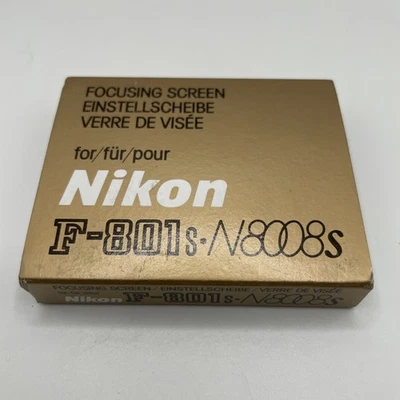 FOCUSING SCREEN
EINSTELLSCHEIBE
VERRE DE VISÉE
for/für/pour
Nikon
F-801s·N8008s
FOCUSING SCREEN / EINSTELLSCHEIBE / VERRE DE VISÉE
Nikon F-801s·N8008s